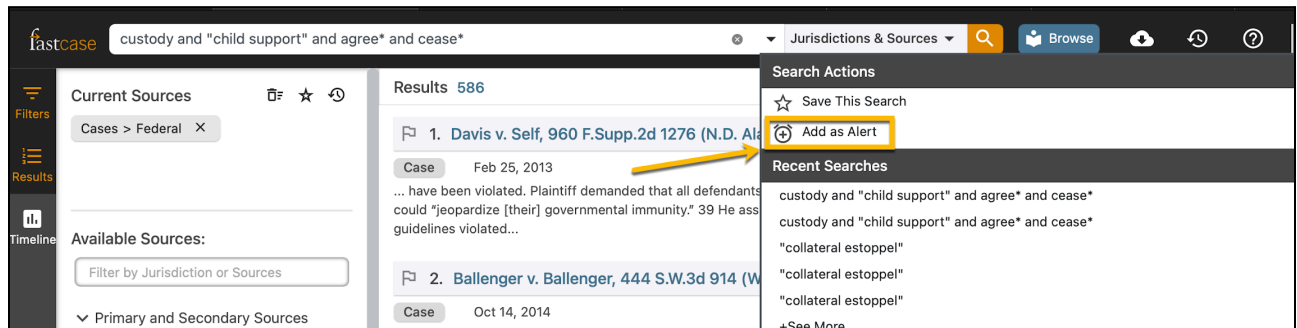 fastcase
custody and "child support" and agree* and cease*
Jurisdictions & Sources
Browse
Filters
Results
Timeline
Current Sources
Cases > Federal X
Available Sources:
Filter by Jurisdiction or Sources
Primary and Secondary Sources
Results 586
1. Davis v. Self, 960 F.Supp.2d 1276 (N.D. Ala
Case Feb 25, 2013
... have been violated. Plaintiff demanded that all defendants
could "jeopardize [their] governmental immunity." 39 He ass
guidelines violated...
2. Ballenger v. Ballenger, 444 S.W.3d 914 (W
Case Oct 14, 2014
Search Actions
Save This Search
Add as Alert
Recent Searches
custody and "child support" and agree* and cease*
custody and "child support" and agree* and cease*
"collateral estoppel"
"collateral estoppel"
"collateral estoppel"
+See More